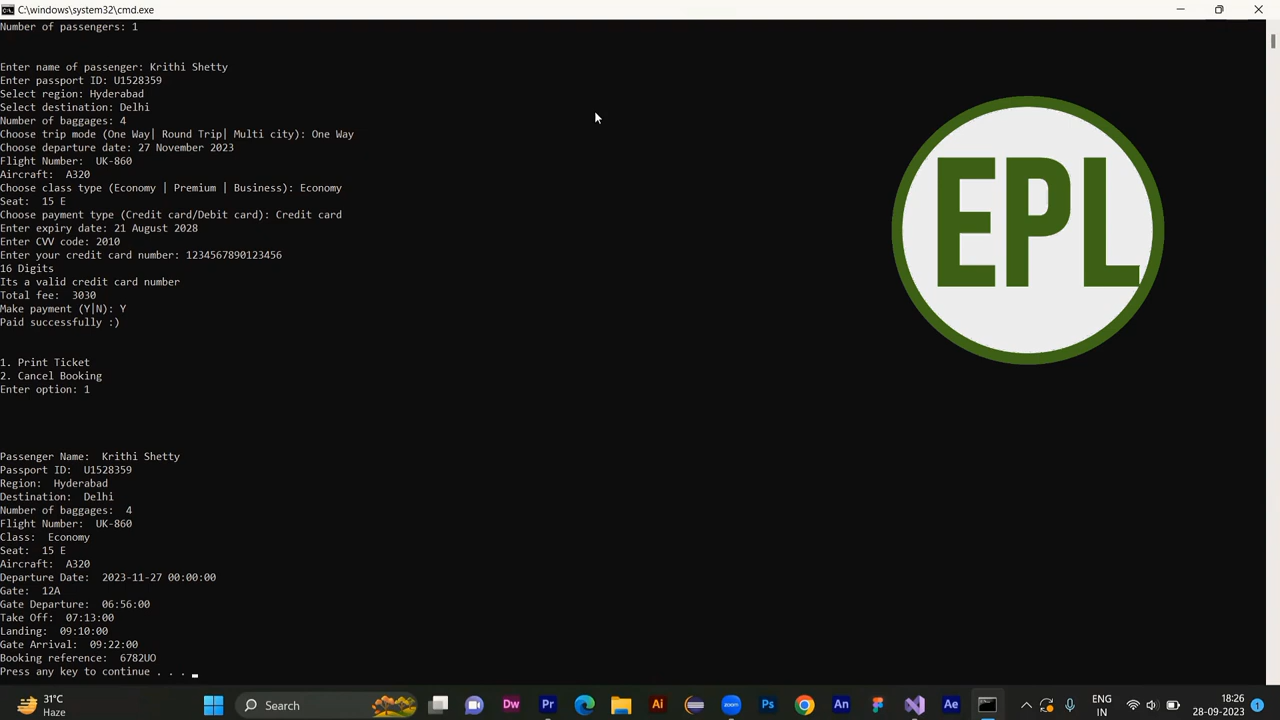 C:\windows\system32\cmd.exe
Number of passengers: 1
Enter name of passenger: Krithi Shetty
Enter passport ID: U1528359
Select region: Hyderabad
Select destination: Delhi
Number of baggages: 4
Choose trip mode (One Way| Round Trip| Multi city): One Way
Choose departure date: 27 November 2023
Flight Number:  UK-860
Aircraft:  A320
Choose class type (Economy | Premium | Business): Economy
Seat:  15 E
Choose payment type (Credit card/Debit card): Credit card
Enter expiry date: 21 August 2028
Enter CVV code: 2010
Enter your credit card number: 1234567890123456
16 Digits
Its a valid credit card number
Total fee:  3030
Make payment (Y|N): Y
Paid successfully :)
1. Print Ticket
2. Cancel Booking
Enter option: 1
Passenger Name:  Krithi Shetty
Passport ID:  U1528359
Region:  Hyderabad
Destination:  Delhi
Number of baggages:  4
Flight Number:  UK-860
Class:  Economy
Seat:  15 E
Aircraft:  A320
Departure Date:  2023-11-27 00:00:00
Gate:  12A
Gate Departure:  06:56:00
Take Off:  07:13:00
Landing:  09:10:00
Gate Arrival:  09:22:00
Booking reference:  6782UO
Press any key to continue . . .
EPL
31°C
Haze
Search
Dw
Pr
Ai
zoom
Ps
An
Ae
ENG
IN
18:26
28-09-2023
1